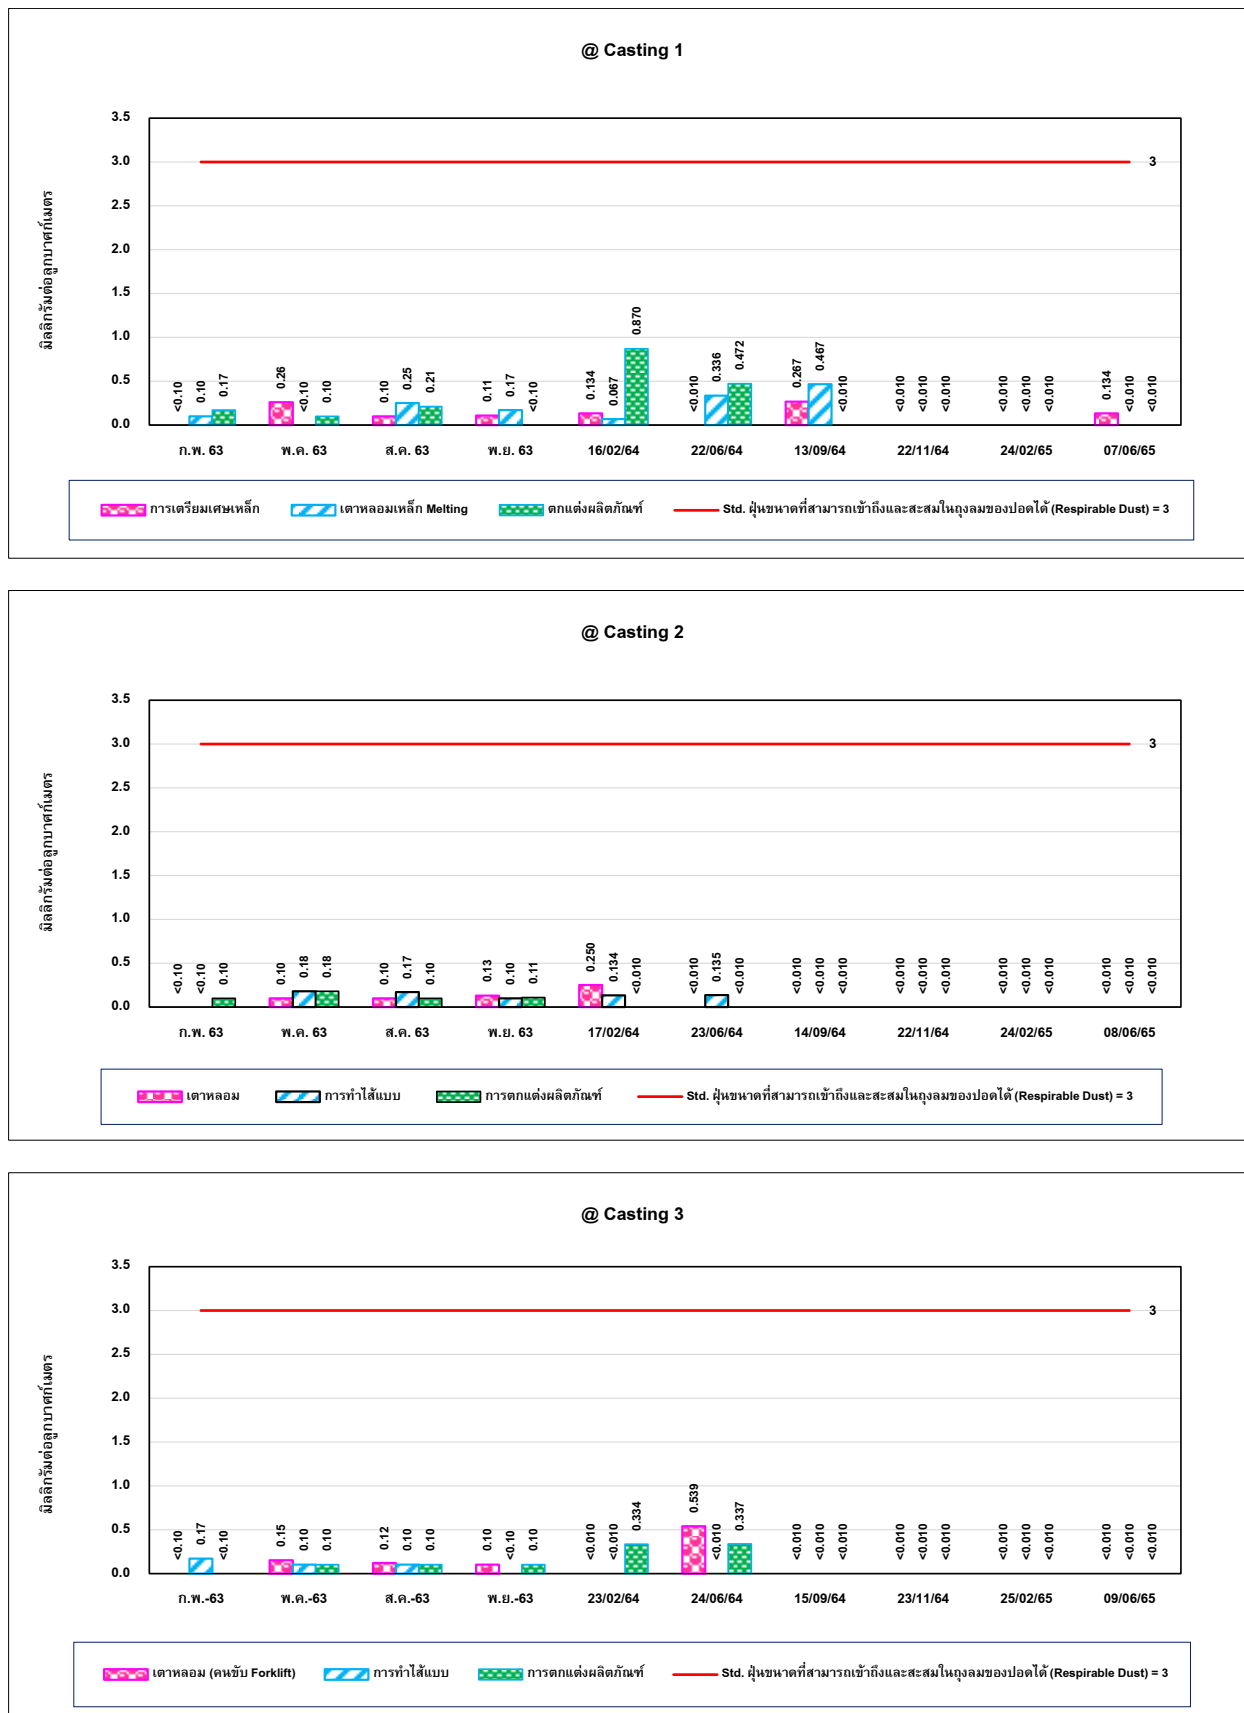 @ Casting 1
มิลลิกรัมต่อลูกบาศก์เมตร
3.5
3.0
2.5
2.0
1.5
1.0
0.5
0.0
3
<0.10 0.10 0.17 0.26 <0.10 0.10 0.10 0.25 0.21 0.11 0.17 <0.10 0.134 0.067 0.870 <0.010 0.336 0.472 0.267 0.467 <0.010 <0.010 <0.010 <0.010 <0.010 <0.010 <0.010 0.134 <0.010 <0.010
ก.พ. 63 พ.ค. 63 ส.ค. 63 พ.ย. 63 16/02/64 22/06/64 13/09/64 22/11/64 24/02/65 07/06/65
การเตรียมเศษเหล็ก เตาหลอมเหล็ก Melting ตกแต่งผลิตภัณฑ์ Std. ฝุ่นขนาดที่สามารถเข้าถึงและสะสมในถุงลมของปอดได้ (Respirable Dust) = 3
@ Casting 2
มิลลิกรัมต่อลูกบาศก์เมตร
3.5
3.0
2.5
2.0
1.5
1.0
0.5
0.0
3
<0.10 <0.10 0.10 0.10 0.18 0.18 0.10 0.17 0.10 0.13 0.10 0.11 0.250 0.134 <0.010 <0.010 0.135 <0.010 <0.010 <0.010 <0.010 <0.010 <0.010 <0.010 <0.010 <0.010 <0.010 <0.010 <0.010 <0.010
ก.พ. 63 พ.ค. 63 ส.ค. 63 พ.ย. 63 17/02/64 23/06/64 14/09/64 22/11/64 24/02/65 08/06/65
เตาหลอม การทำไส้แบบ การตกแต่งผลิตภัณฑ์ Std. ฝุ่นขนาดที่สามารถเข้าถึงและสะสมในถุงลมของปอดได้ (Respirable Dust) = 3
@ Casting 3
มิลลิกรัมต่อลูกบาศก์เมตร
3.5
3.0
2.5
2.0
1.5
1.0
0.5
0.0
3
<0.10 0.17 <0.10 0.15 0.10 0.10 0.12 0.10 0.10 0.10 <0.10 0.10 <0.010 <0.010 0.334 0.539 <0.010 0.337 <0.010 <0.010 <0.010 <0.010 <0.010 <0.010 <0.010 <0.010 <0.010 <0.010 <0.010 <0.010
ก.พ.-63 พ.ค.-63 ส.ค.-63 พ.ย.-63 23/02/64 24/06/64 15/09/64 23/11/64 25/02/65 09/06/65
เตาหลอม (คนขับ Forklift) การทำไส้แบบ การตกแต่งผลิตภัณฑ์ Std. ฝุ่นขนาดที่สามารถเข้าถึงและสะสมในถุงลมของปอดได้ (Respirable Dust) = 3